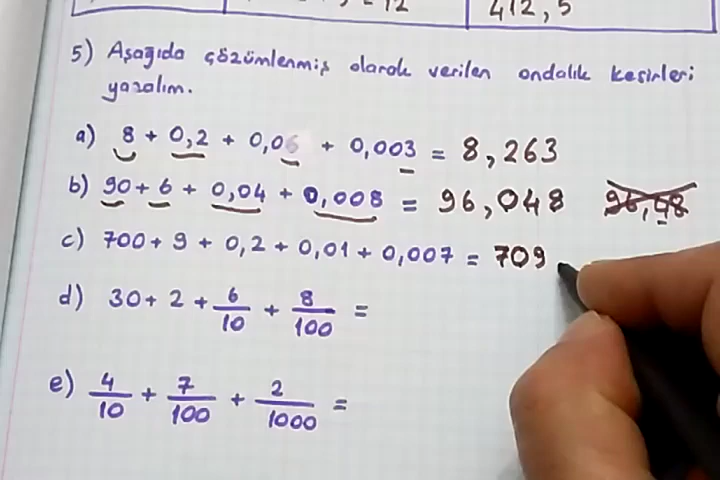 412,5
5) Aşağıda çözümlenmiş olarak verilen ondalık kesirleri
yazalım.
a) 8 + 0,2 + 0,06 + 0,003 = 8,263
b) 90 + 6 + 0,04 + 0,008 = 96,048 96,48
c) 700 + 9 + 0,2 + 0,01 + 0,007 = 709
d) 30 + 2 + 6/10 + 8/100 =
e) 4/10 + 7/100 + 2/1000 =